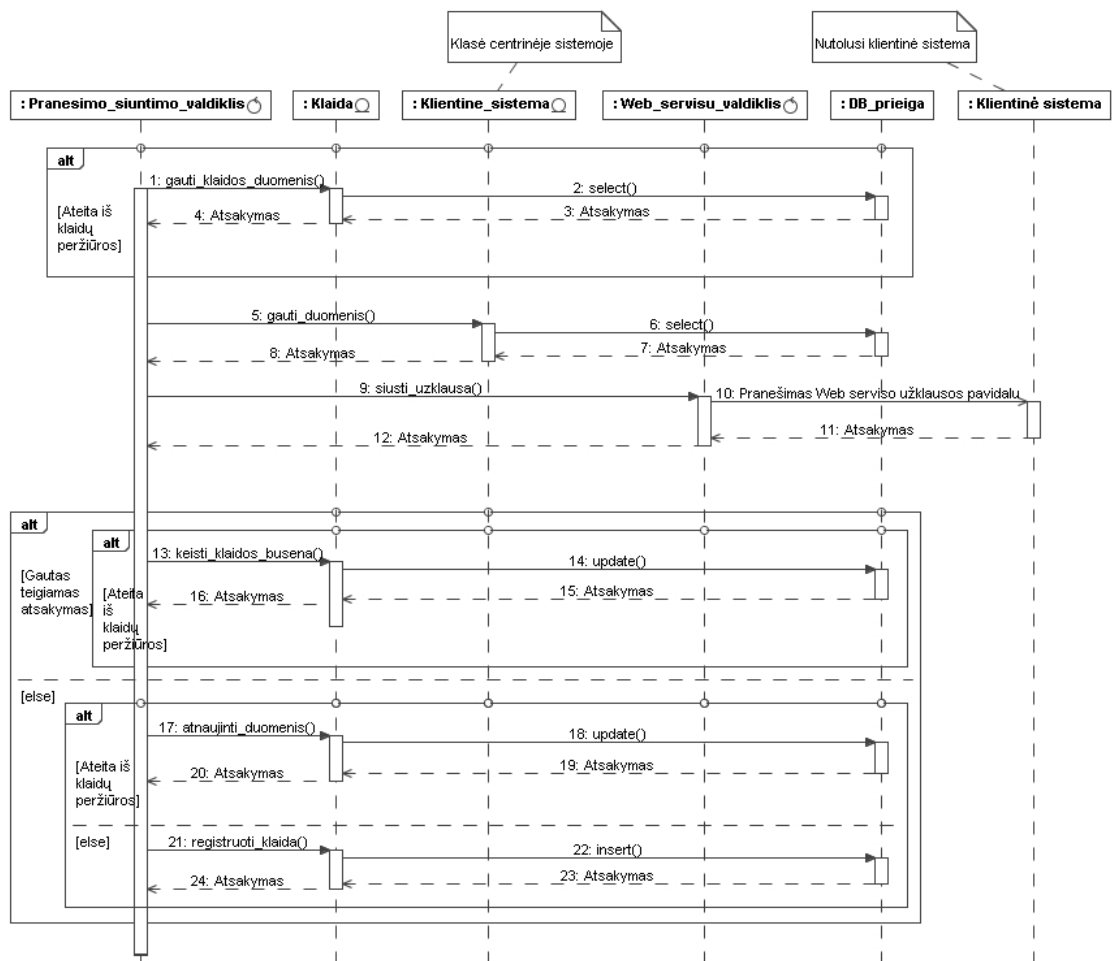 Klasė centrinėje sistemoje
Nutolusi klientinė sistema
: Pranesimo_siuntimo_valdiklis
: Klaida
: Klientine_sistema
: Web_servisu_valdiklis
: DB_prieiga
: Klientinė sistema
alt
1: gauti_klaidos_duomenis()
2: select()
[Ateita iš
klaidų
peržiūros]
3: Atsakymas
4: Atsakymas
5: gauti_duomenis()
6: select()
7: Atsakymas
8: Atsakymas
9: siusti_uzklausa()
10: Pranešimas Web serviso užklausos pavidalu
11: Atsakymas
12: Atsakymas
alt
alt
13: keisti_klaidos_busena()
14: update()
[Gautas
teigiamas
atsakymas]
[Ateita
iš
klaidų
peržiūros]
15: Atsakymas
16: Atsakymas
[else]
alt
17: atnaujinti_duomenis()
18: update()
[Ateita iš
klaidų
peržiūros]
19: Atsakymas
20: Atsakymas
[else]
21: registruoti_klaida()
22: insert()
23: Atsakymas
24: Atsakymas